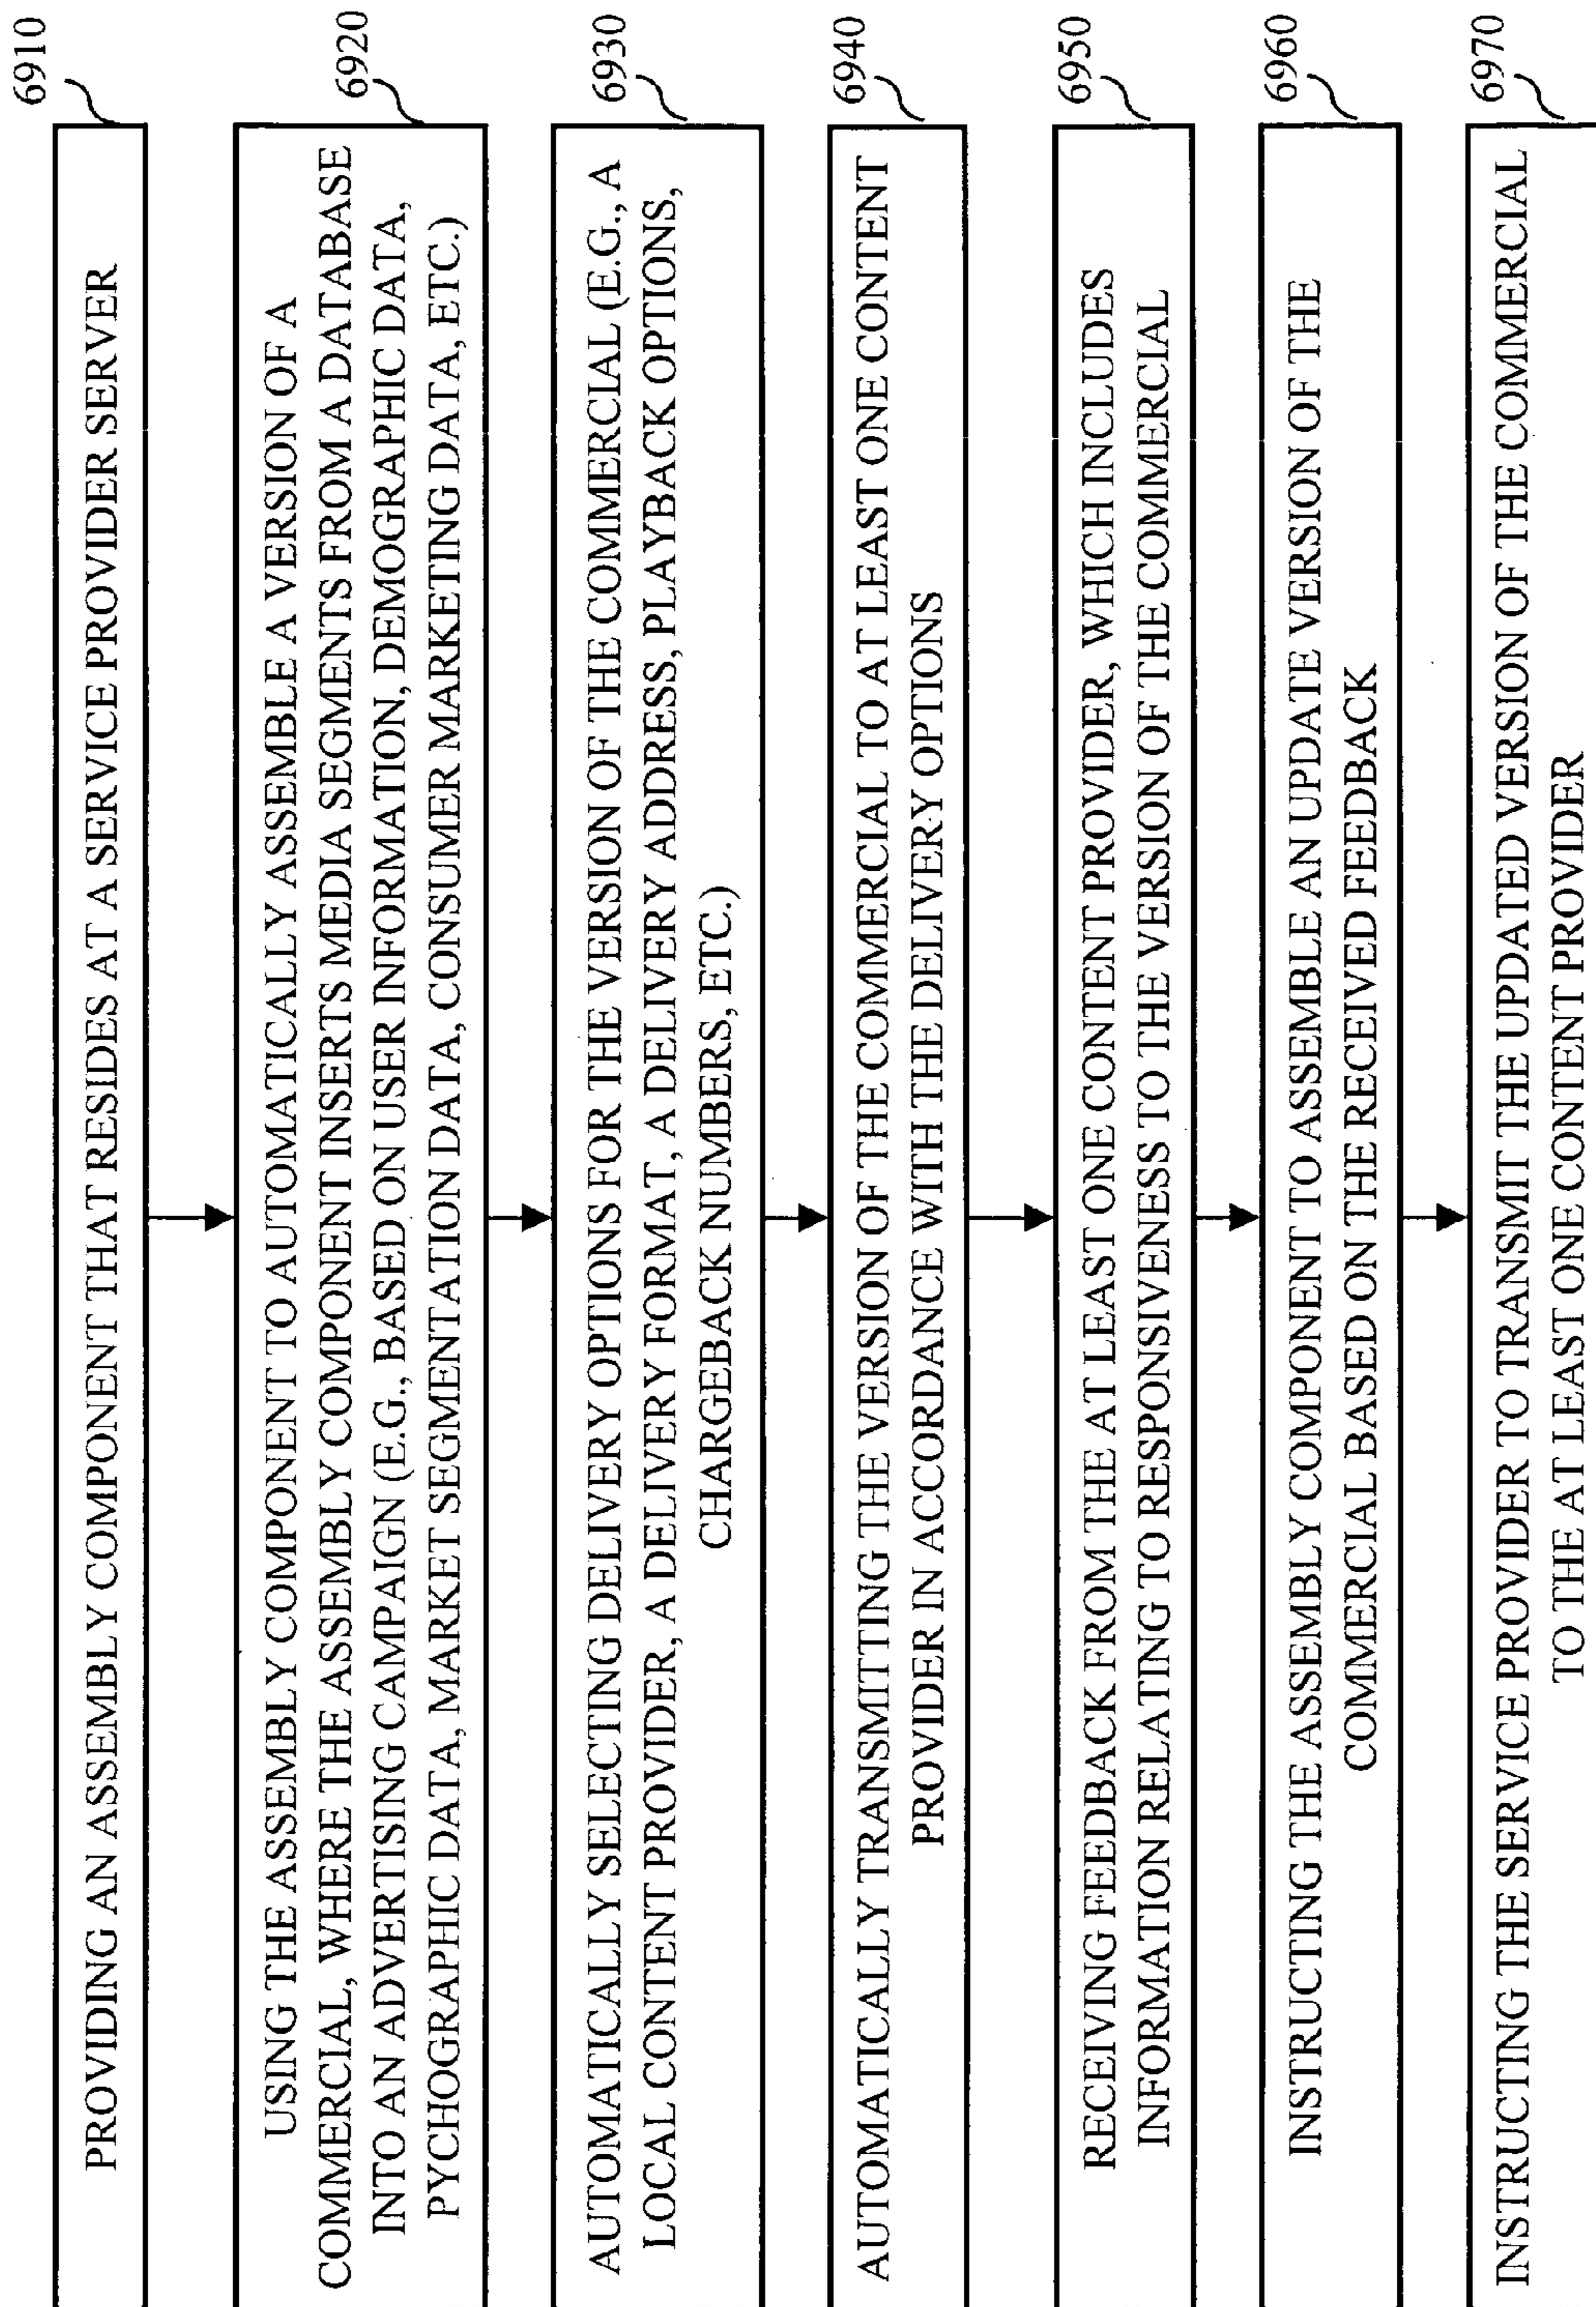 6910
PROVIDING AN ASSEMBLY COMPONENT THAT RESIDES AT A SERVICE PROVIDER SERVER
6920
USING THE ASSEMBLY COMPONENT TO AUTOMATICALLY ASSEMBLE A VERSION OF A
COMMERCIAL, WHERE THE ASSEMBLY COMPONENT INSERTS MEDIA SEGMENTS FROM A DATABASE
INTO AN ADVERTISING CAMPAIGN (E.G., BASED ON USER INFORMATION, DEMOGRAPHIC DATA,
PYCHOGRAPHIC DATA, MARKET SEGMENTATION DATA, CONSUMER MARKETING DATA, ETC.)
6930
AUTOMATICALLY SELECTING DELIVERY OPTIONS FOR THE VERSION OF THE COMMERCIAL (E.G., A
LOCAL CONTENT PROVIDER, A DELIVERY FORMAT, A DELIVERY ADDRESS, PLAYBACK OPTIONS,
CHARGEBACK NUMBERS, ETC.)
6940
AUTOMATICALLY TRANSMITTING THE VERSION OF THE COMMERCIAL TO AT LEAST ONE CONTENT
PROVIDER IN ACCORDANCE WITH THE DELIVERY OPTIONS
6950
RECEIVING FEEDBACK FROM THE AT LEAST ONE CONTENT PROVIDER, WHICH INCLUDES
INFORMATION RELATING TO RESPONSIVENESS TO THE VERSION OF THE COMMERCIAL
6960
INSTRUCTING THE ASSEMBLY COMPONENT TO ASSEMBLE AN UPDATE VERSION OF THE
COMMERCIAL BASED ON THE RECEIVED FEEDBACK
6970
INSTRUCTING THE SERVICE PROVIDER TO TRANSMIT THE UPDATED VERSION OF THE COMMERCIAL
TO THE AT LEAST ONE CONTENT PROVIDER